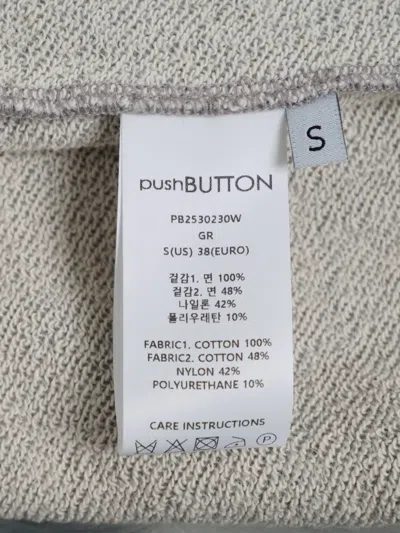 S
pushBUTTON
PB2530230W
GR
S(US) 38(EURO)
겉감1. 면 100%
겉감2. 면 48%
나일론 42%
폴리우레탄 10%
FABRIC1. COTTON 100%
FABRIC2. COTTON 48%
NYLON 42%
POLYURETHANE 10%
CARE INSTRUCTIONS
P